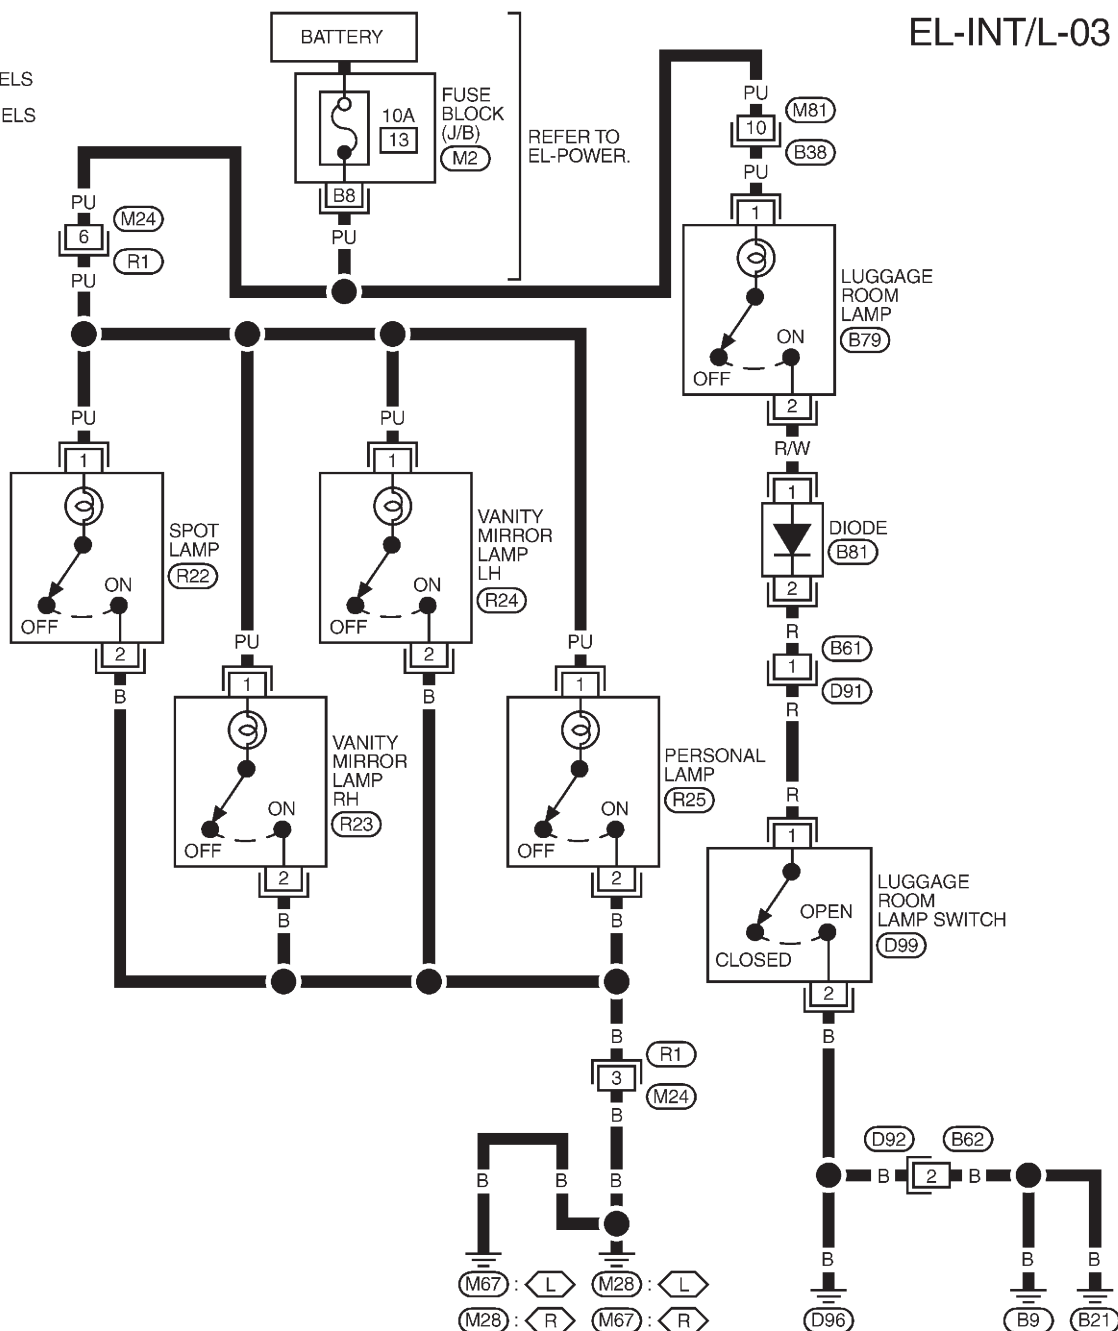 EL-INT/L-03
BATTERY
ELS
ELS
10A
13
FUSE
BLOCK
(J/B)
M2
REFER TO
EL-POWER.
B8
PU
PU
6
M24
R1
PU
PU
10
M81
B38
PU
1
LUGGAGE
ROOM
LAMP
B79
ON
OFF
2
R/W
1
DIODE
B81
2
R
1
B61
D91
R
R
1
LUGGAGE
ROOM
LAMP SWITCH
D99
OPEN
CLOSED
2
B
PU
1
SPOT
LAMP
R22
ON
OFF
2
B
PU
1
VANITY
MIRROR
LAMP
LH
R24
ON
OFF
2
B
PU
1
VANITY
MIRROR
LAMP
RH
R23
ON
OFF
2
B
PU
1
PERSONAL
LAMP
R25
ON
OFF
2
B
B
3
R1
M24
B
B B B
M67 : L M28 : L
M28 : R M67 : R
D92 B62
B 2 B
B B B
D96 B9 B21